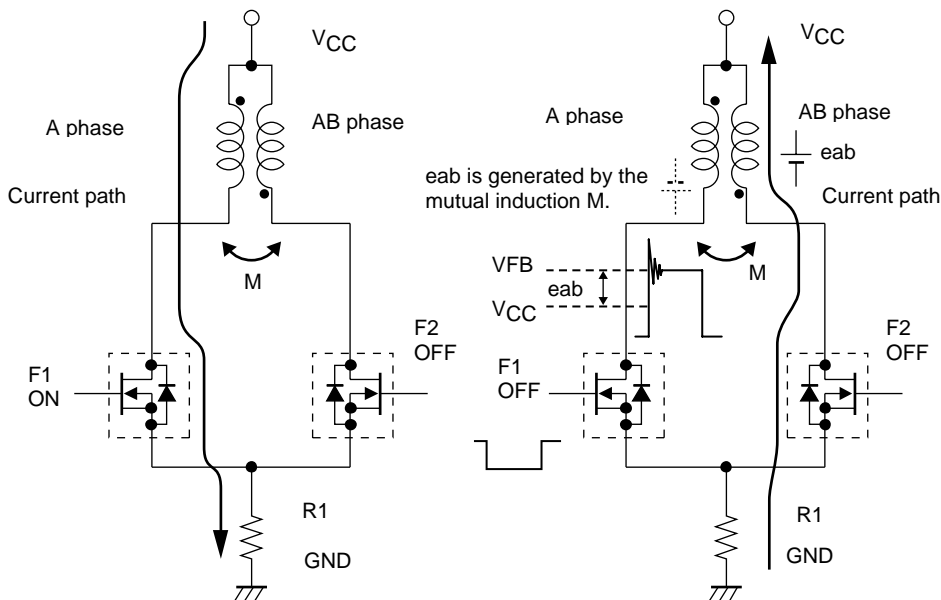 VCC
A phase
AB phase
Current path
M
F1
ON
F2
OFF
R1
GND
VCC
A phase
AB phase
eab
eab is generated by the
mutual induction M.
Current path
M
VFB
eab
VCC
F1
OFF
F2
OFF
R1
GND